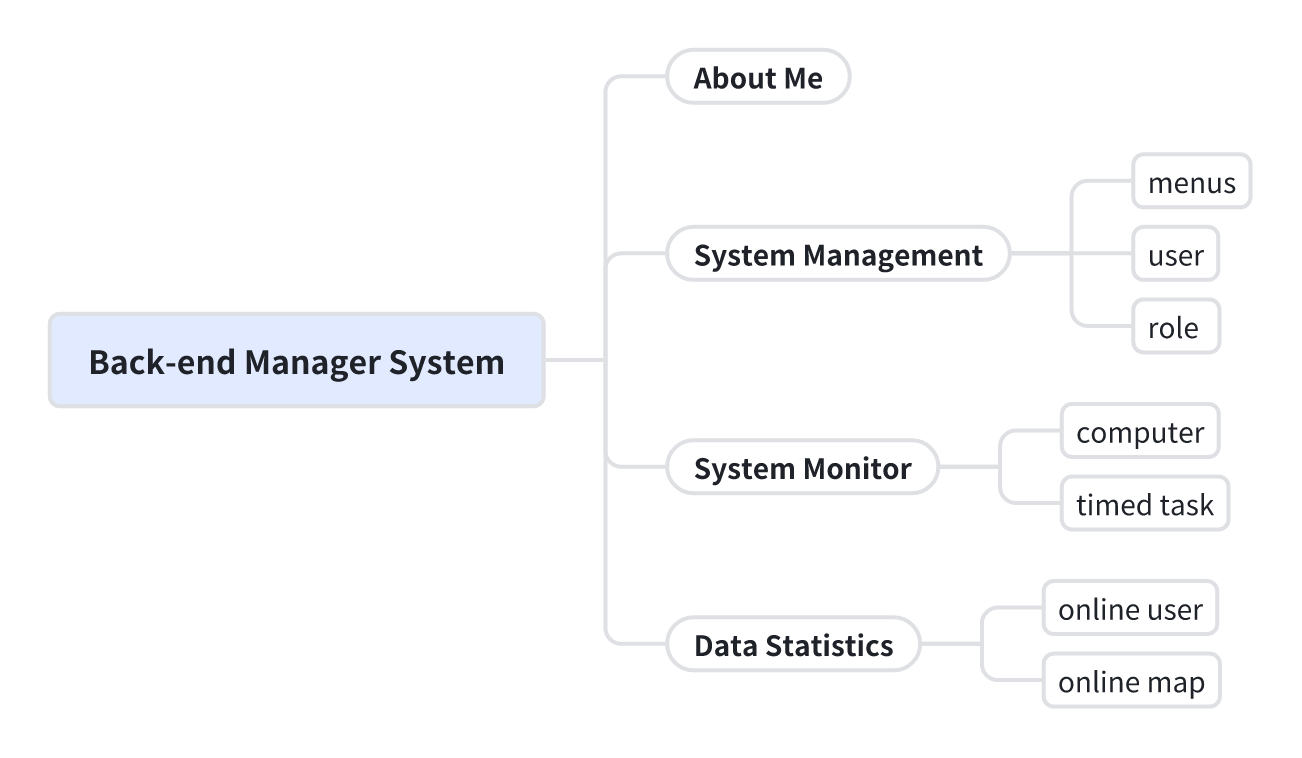 Back-end Manager System
About Me
System Management
menus
user
role
System Monitor
computer
timed task
Data Statistics
online user
online map